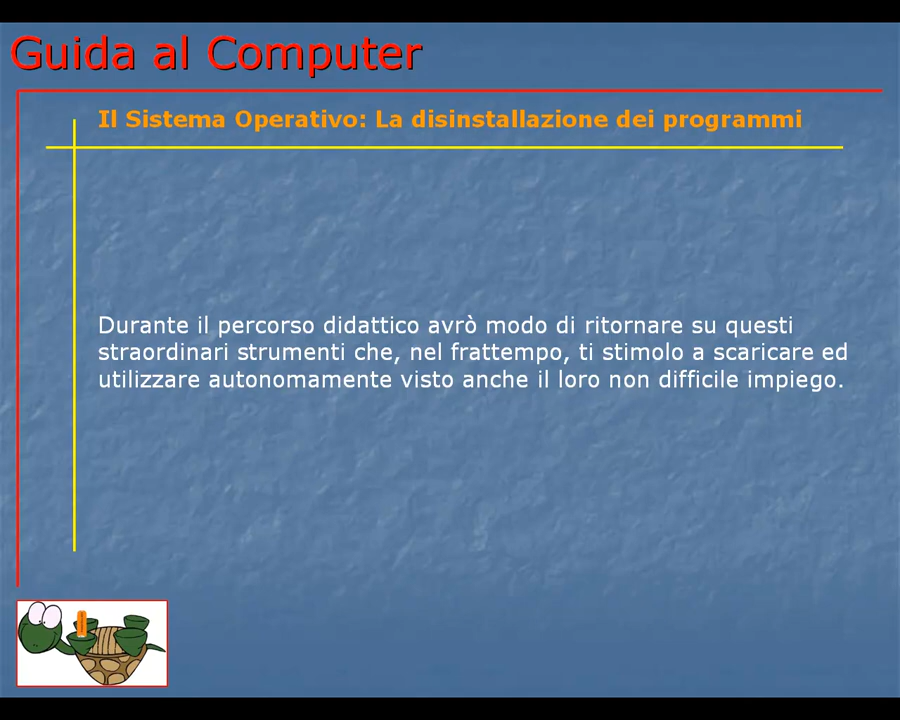 Guida al Computer
Il Sistema Operativo: La disinstallazione dei programmi
Durante il percorso didattico avrò modo di ritornare su questi
straordinari strumenti che, nel frattempo, ti stimolo a scaricare ed
utilizzare autonomamente visto anche il loro non difficile impiego.